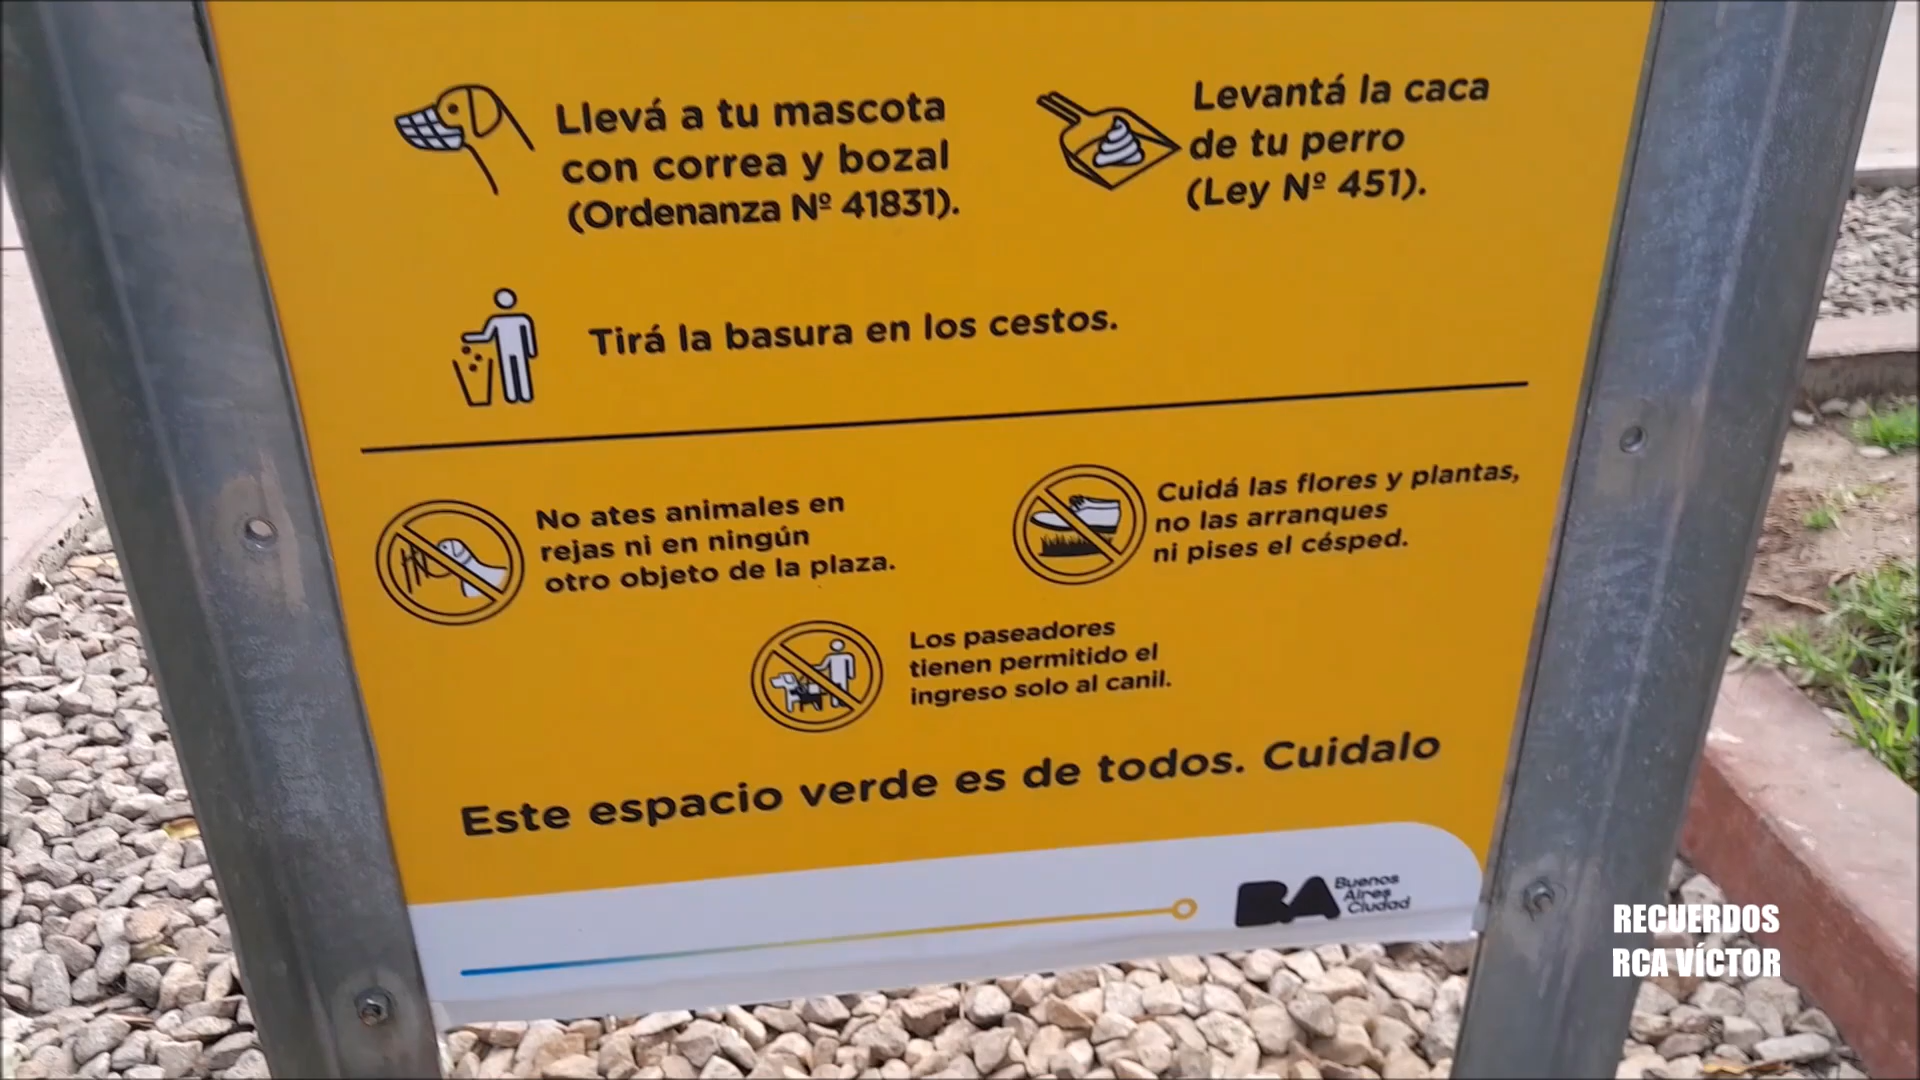 Llevá a tu mascota
con correa y bozal
(Ordenanza Nº 41831).
Levantá la caca
de tu perro
(Ley Nº 451).
Tirá la basura en los cestos.
No ates animales en
rejas ni en ningún
otro objeto de la plaza.
Cuidá las flores y plantas,
no las arranques
ni pises el césped.
Los paseadores
tienen permitido el
ingreso solo al canil.
Este espacio verde es de todos. Cuidalo
BA
Buenos
Aires
Ciudad
RECUERDOS
RCA VÍCTOR